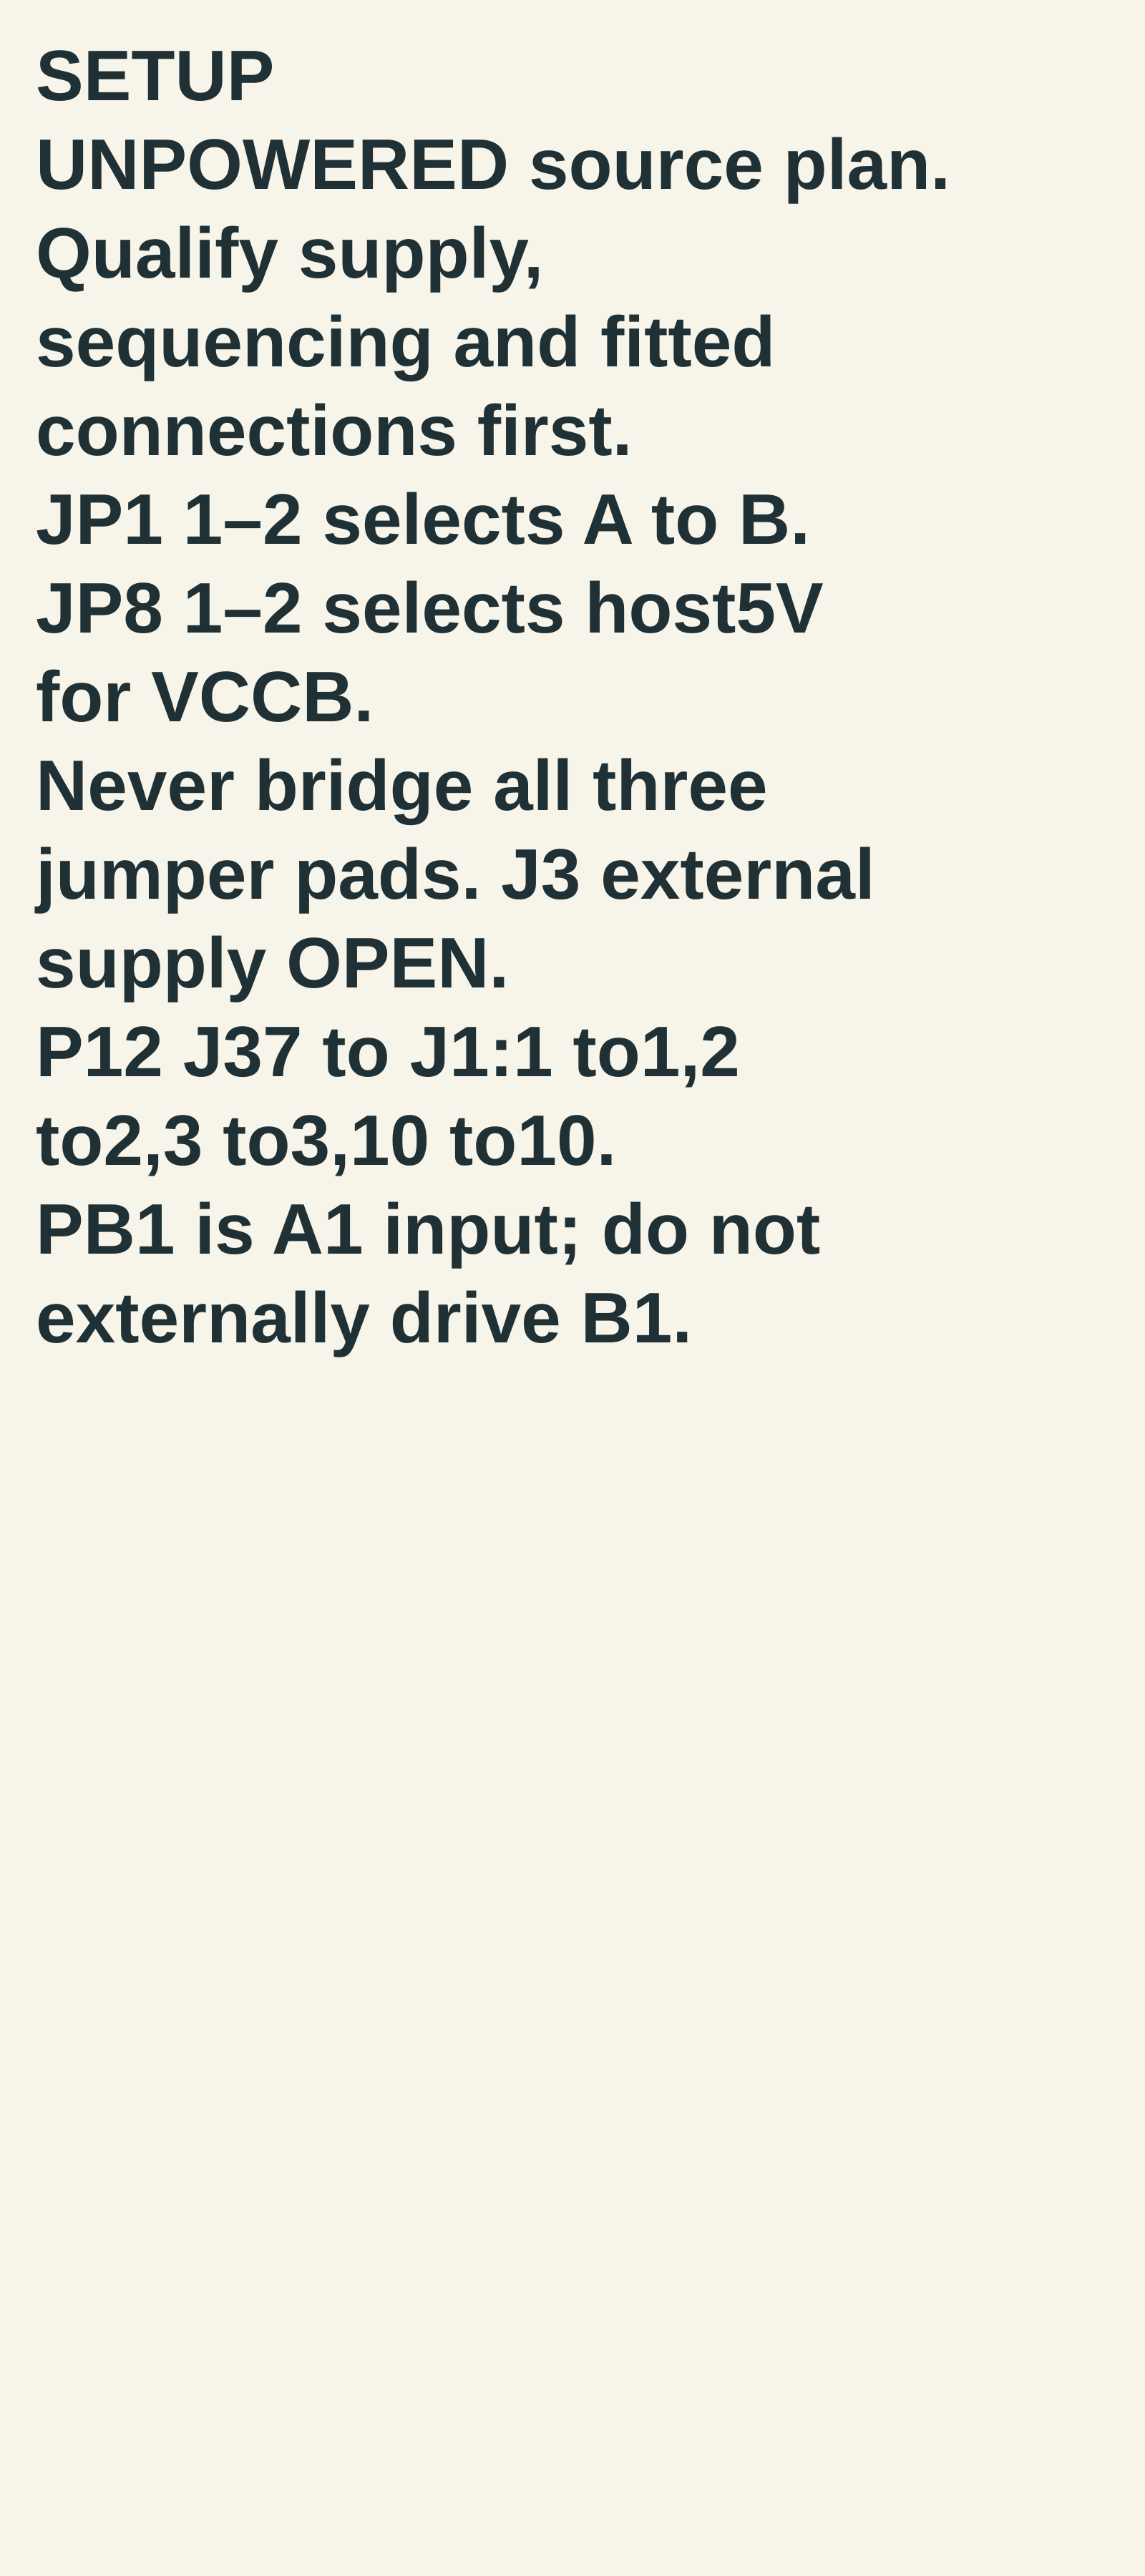 SETUP
UNPOWERED source plan.
Qualify supply,
sequencing and fitted
connections first.
JP1 1–2 selects A to B.
JP8 1–2 selects host5V
for VCCB.
Never bridge all three
jumper pads. J3 external
supply OPEN.
P12 J37 to J1:1 to1,2
to2,3 to3,10 to10.
PB1 is A1 input; do not
externally drive B1.